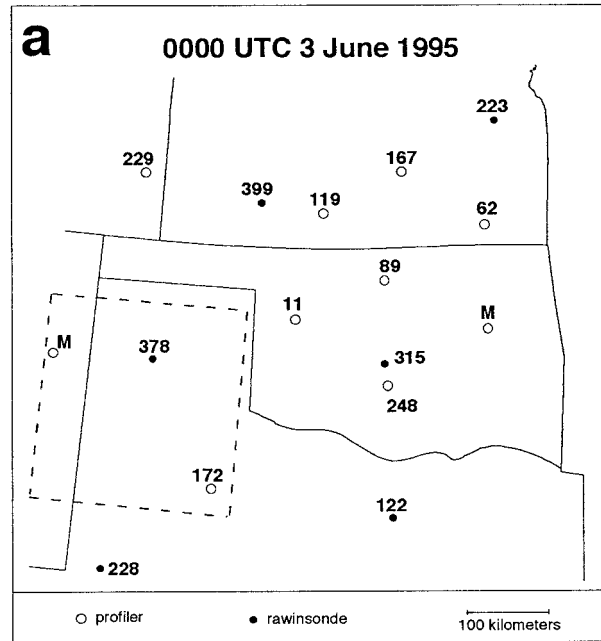 a
0000 UTC 3 June 1995
223
229
167
399
119
62
89
11
M
M
378
315
248
172
122
228
profiler
rawinsonde
100 kilometers